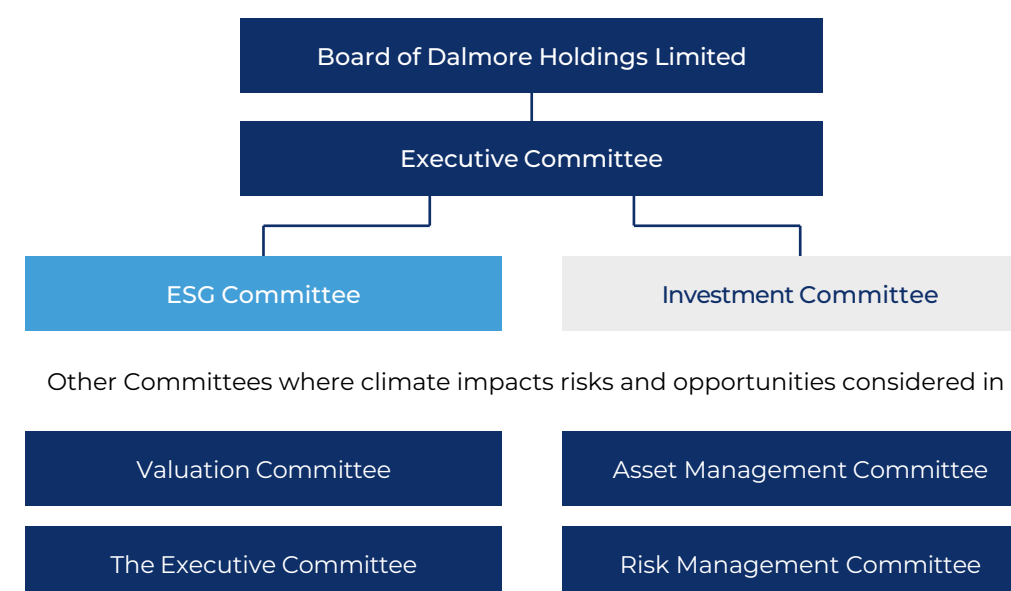 Board of Dalmore Holdings Limited
Executive Committee
ESG Committee
Investment Committee
Other Committees where climate impacts risks and opportunities considered in
Valuation Committee
Asset Management Committee
The Executive Committee
Risk Management Committee